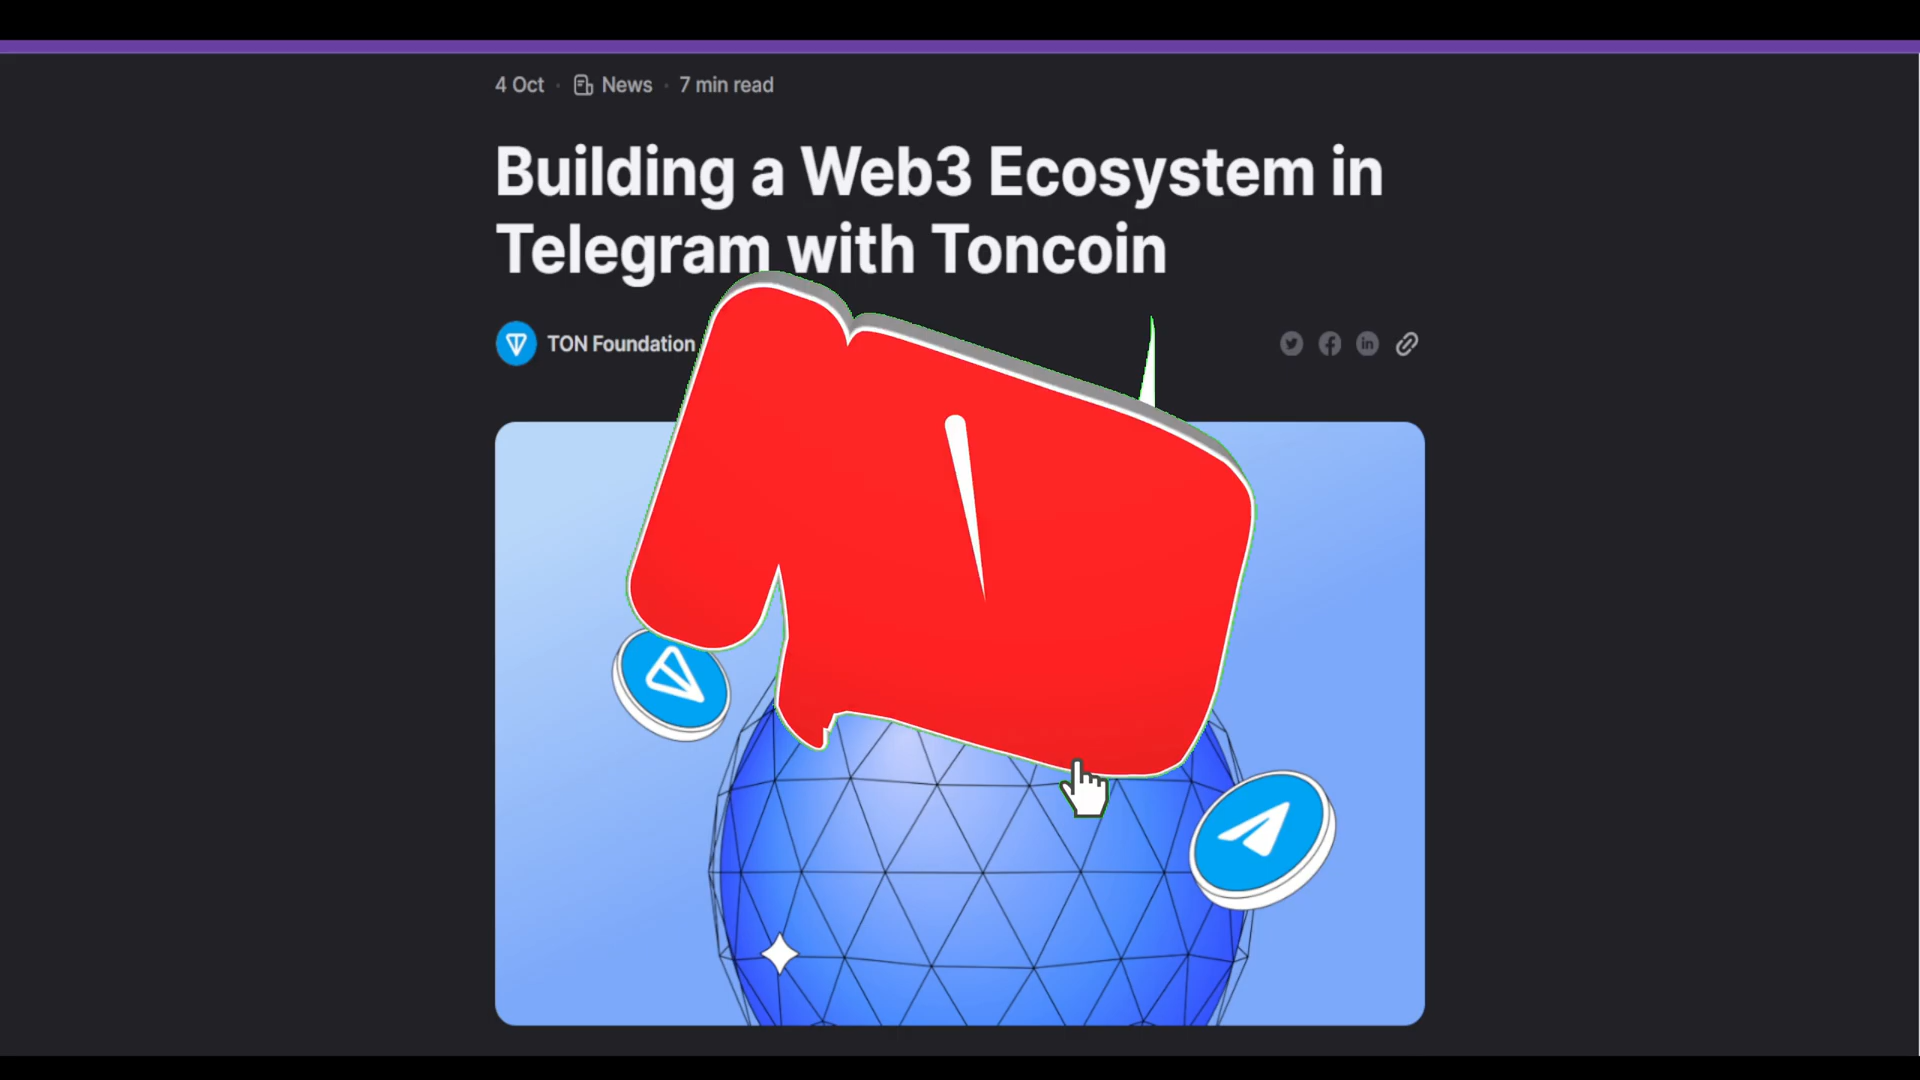 4 Oct · News · 7 min read
Building a Web3 Ecosystem in
Telegram with Toncoin
TON Foundation